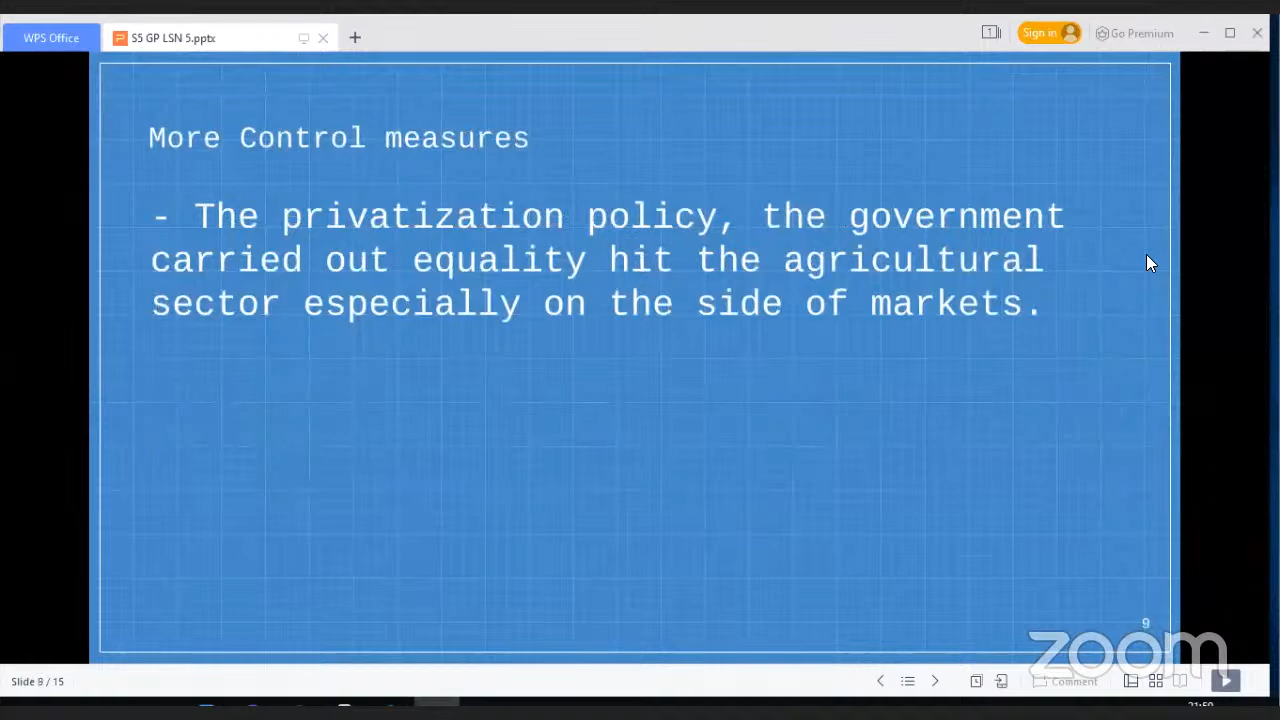 WPS Office
S5 GP LSN 5.pptx
1
Sign in
Go Premium
More Control measures
- The privatization policy, the government
carried out equality hit the agricultural
sector especially on the side of markets.
9
zoom
Slide 9 / 15
Comment